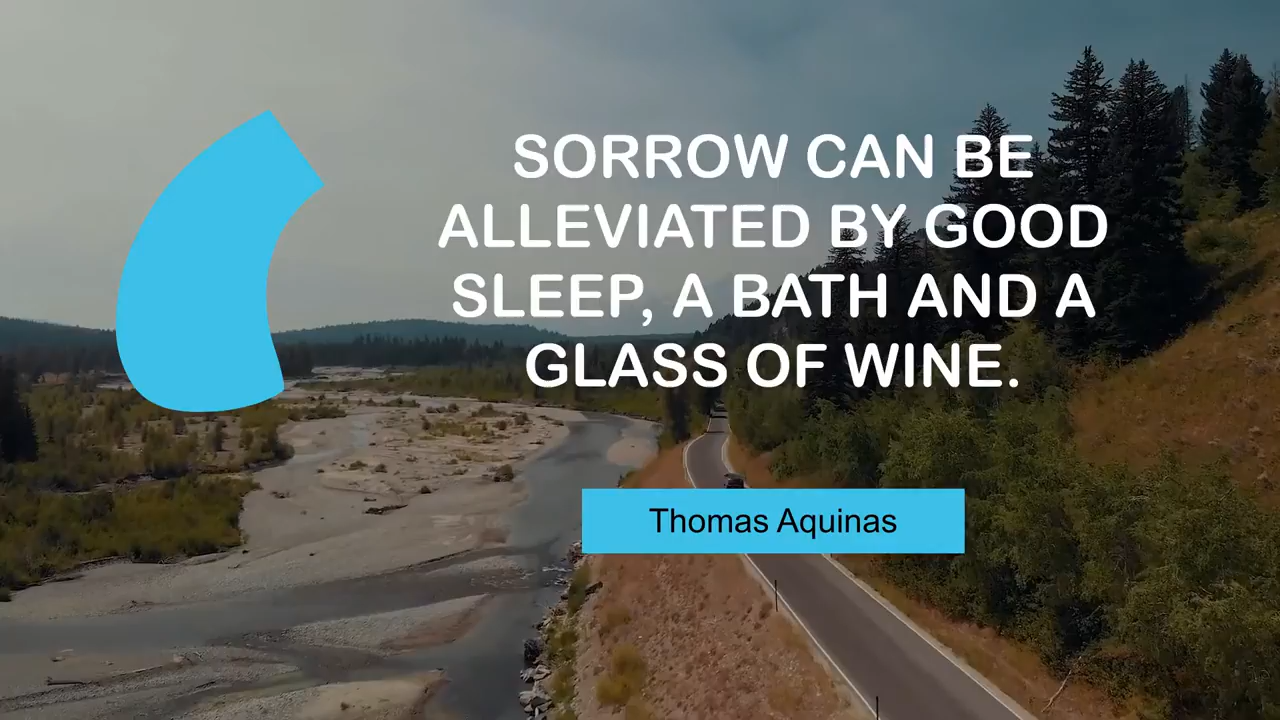 SORROW CAN BE
ALLEVIATED BY GOOD
SLEEP, A BATH AND A
GLASS OF WINE.
Thomas Aquinas